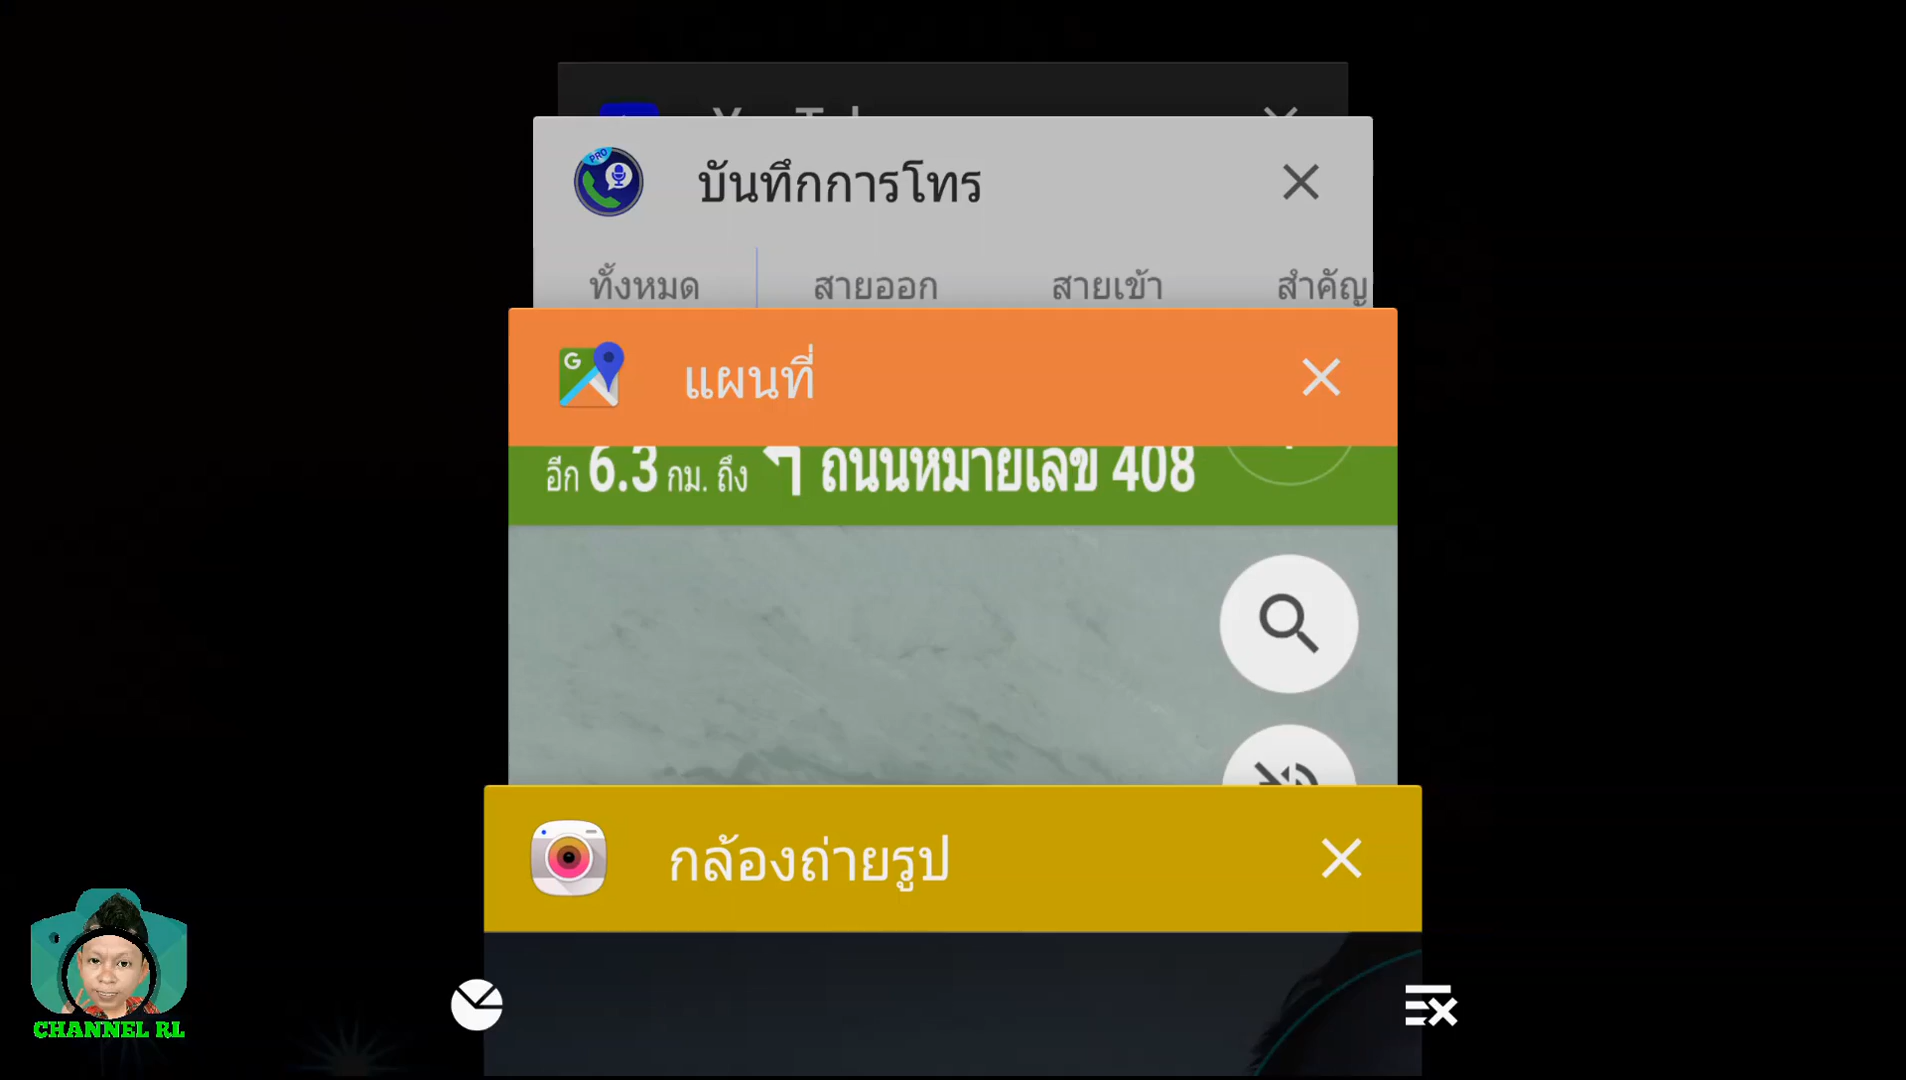 PRO
บันทึกการโทร
ทั้งหมด สายออก สายเข้า สำคัญ
G
แผนที่
อีก 6.3 กม. ถึง ถนนหมายเลข 408
กล้องถ่ายรูป
CHANNEL RL